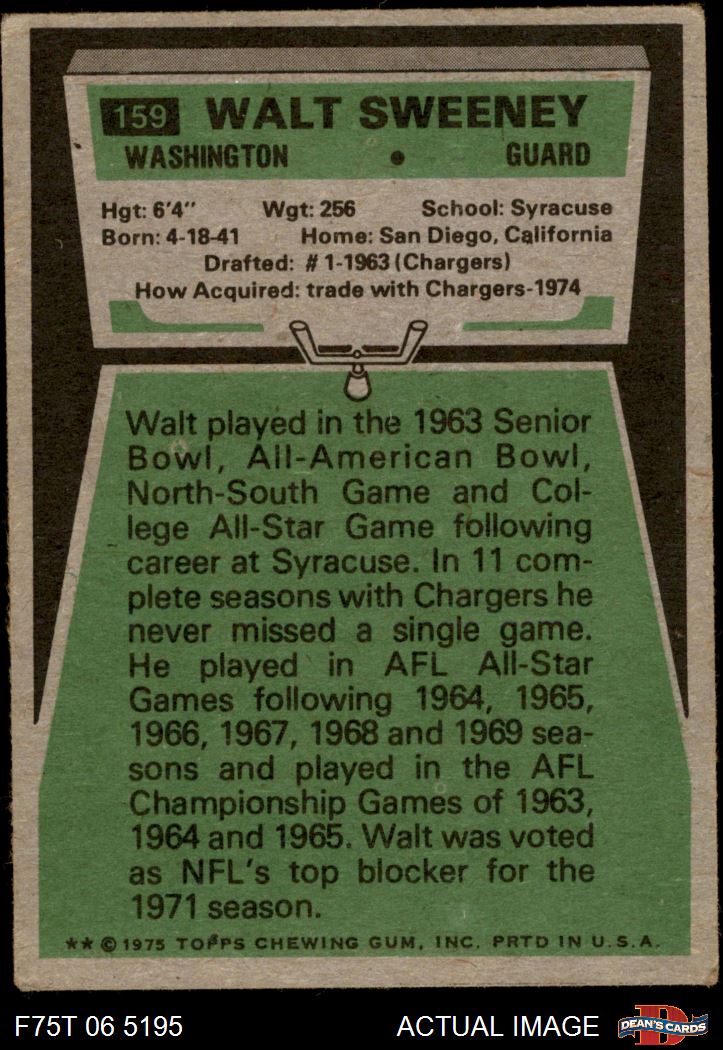 159 WALT SWEENEY
WASHINGTON • GUARD
Hgt: 6'4" Wgt: 256 School: Syracuse
Born: 4-18-41 Home: San Diego, California
Drafted: #1-1963 (Chargers)
How Acquired: trade with Chargers-1974
Walt played in the 1963 Senior
Bowl, All-American Bowl,
North-South Game and Col-
lege All-Star Game following
career at Syracuse. In 11 com-
plete seasons with Chargers he
never missed a single game.
He played in AFL All-Star
Games following 1964, 1965,
1966, 1967, 1968 and 1969 sea-
sons and played in the AFL
Championship Games of 1963,
1964 and 1965. Walt was voted
as NFL's top blocker for the
1971 season.
** © 1975 TOPPS CHEWING GUM, INC. PRTD IN U.S.A.
F75T 06 5195 ACTUAL IMAGE D DEAN'S CARDS